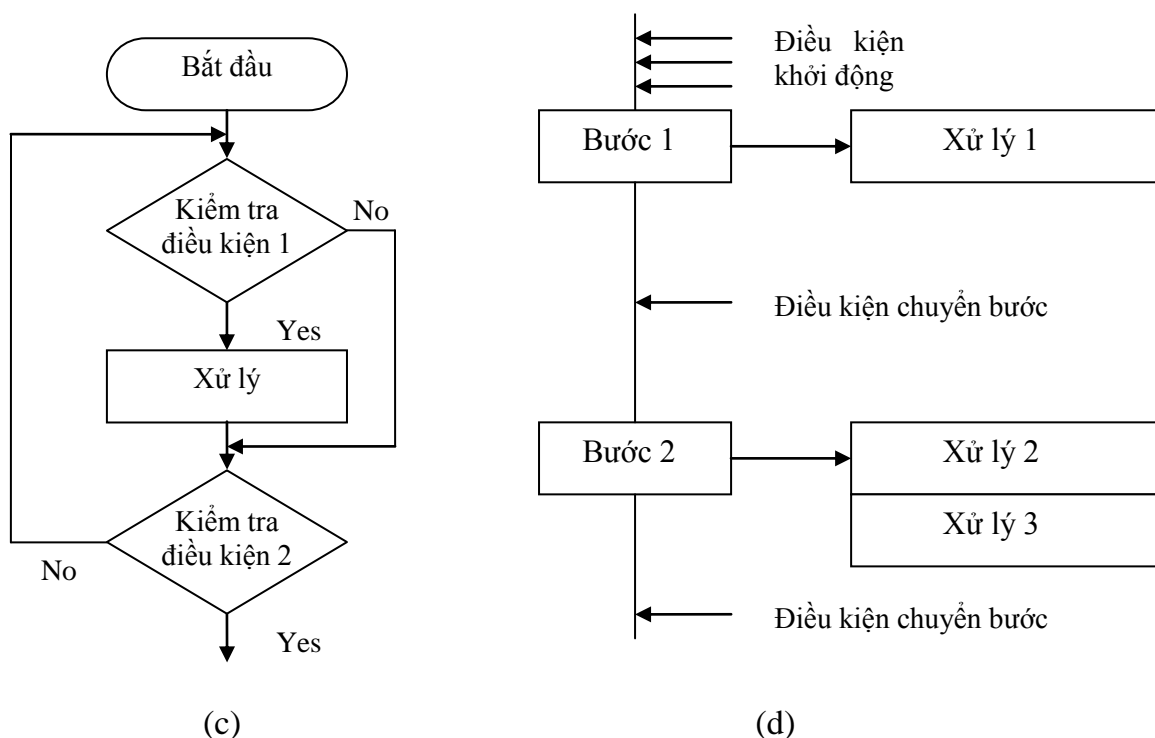 Bắt đầu
Kiểm tra
điều kiện 1
No
Yes
Xử lý
Kiểm tra
điều kiện 2
No
Yes
(c)
Điều kiện
khởi động
Bước 1
Xử lý 1
Điều kiện chuyển bước
Bước 2
Xử lý 2
Xử lý 3
Điều kiện chuyển bước
(d)